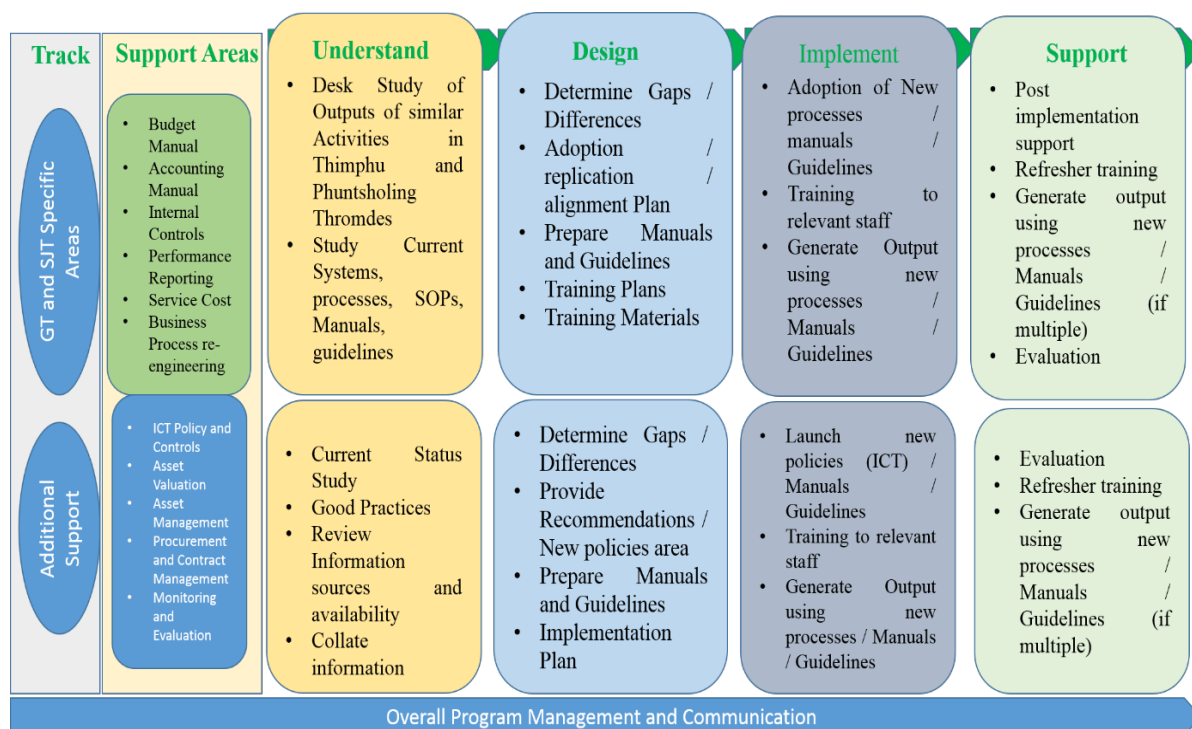 Track
Support Areas
Understand
Design
Implement
Support
GT and SJT Specific
Areas
• Budget
Manual
• Accounting
Manual
• Internal
Controls
• Performance
Reporting
• Service Cost
• Business
Process re-
engineering
• Desk Study of
Outputs of similar
Activities in
Thimphu and
Phuntsholing
Thromdes
• Study Current
Systems,
processes, SOPs,
Manuals,
guidelines
• Determine Gaps /
Differences
• Adoption /
replication /
alignment Plan
• Prepare Manuals
and Guidelines
• Training Plans
• Training Materials
• Adoption of New
processes /
manuals /
Guidelines
• Training to
relevant staff
• Generate Output
using new
processes /
Manuals /
Guidelines
• Post
implementation
support
• Refresher training
• Generate output
using new
processes /
Manuals /
Guidelines (if
multiple)
• Evaluation
Additional
Support
• ICT Policy and
Controls
• Asset
Valuation
• Asset
Management
• Procurement
and Contract
Management
• Monitoring
and
Evaluation
• Current Status
Study
• Good Practices
• Review
Information
sources and
availability
• Collate
information
• Determine Gaps /
Differences
• Provide
Recommendations /
New policies area
• Prepare Manuals
and Guidelines
• Implementation
Plan
• Launch new
policies (ICT) /
Manuals /
Guidelines
• Training to relevant
staff
• Generate Output
using new
processes / Manuals
/ Guidelines
• Evaluation
• Refresher training
• Generate output
using new
processes /
Manuals /
Guidelines (if
multiple)
Overall Program Management and Communication